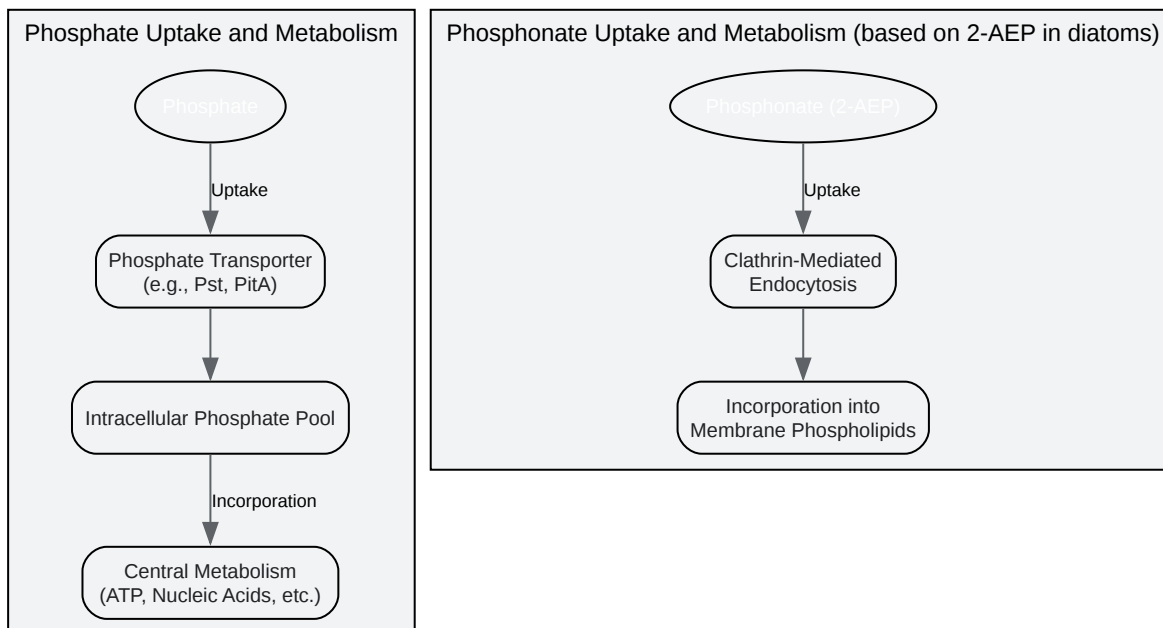 Phosphate Uptake and Metabolism
Phosphate
Uptake
Phosphate Transporter
(e.g., Pst, PitA)
Intracellular Phosphate Pool
Incorporation
Central Metabolism
(ATP, Nucleic Acids, etc.)
Phosphonate Uptake and Metabolism (based on 2-AEP in diatoms)
Phosphonate (2-AEP)
Uptake
Clathrin-Mediated
Endocytosis
Incorporation into
Membrane Phospholipids